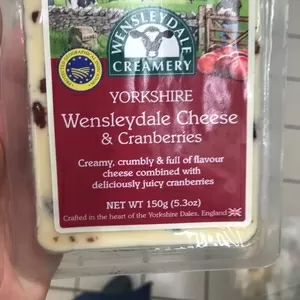 WENSLEYDALE
CREAMERY
YORKSHIRE
Wensleydale Cheese
& Cranberries
Creamy, crumbly & full of flavour
cheese combined with
deliciously juicy cranberries
NET WT 150g (5.3oz)
Crafted in the heart of the Yorkshire Dales, England